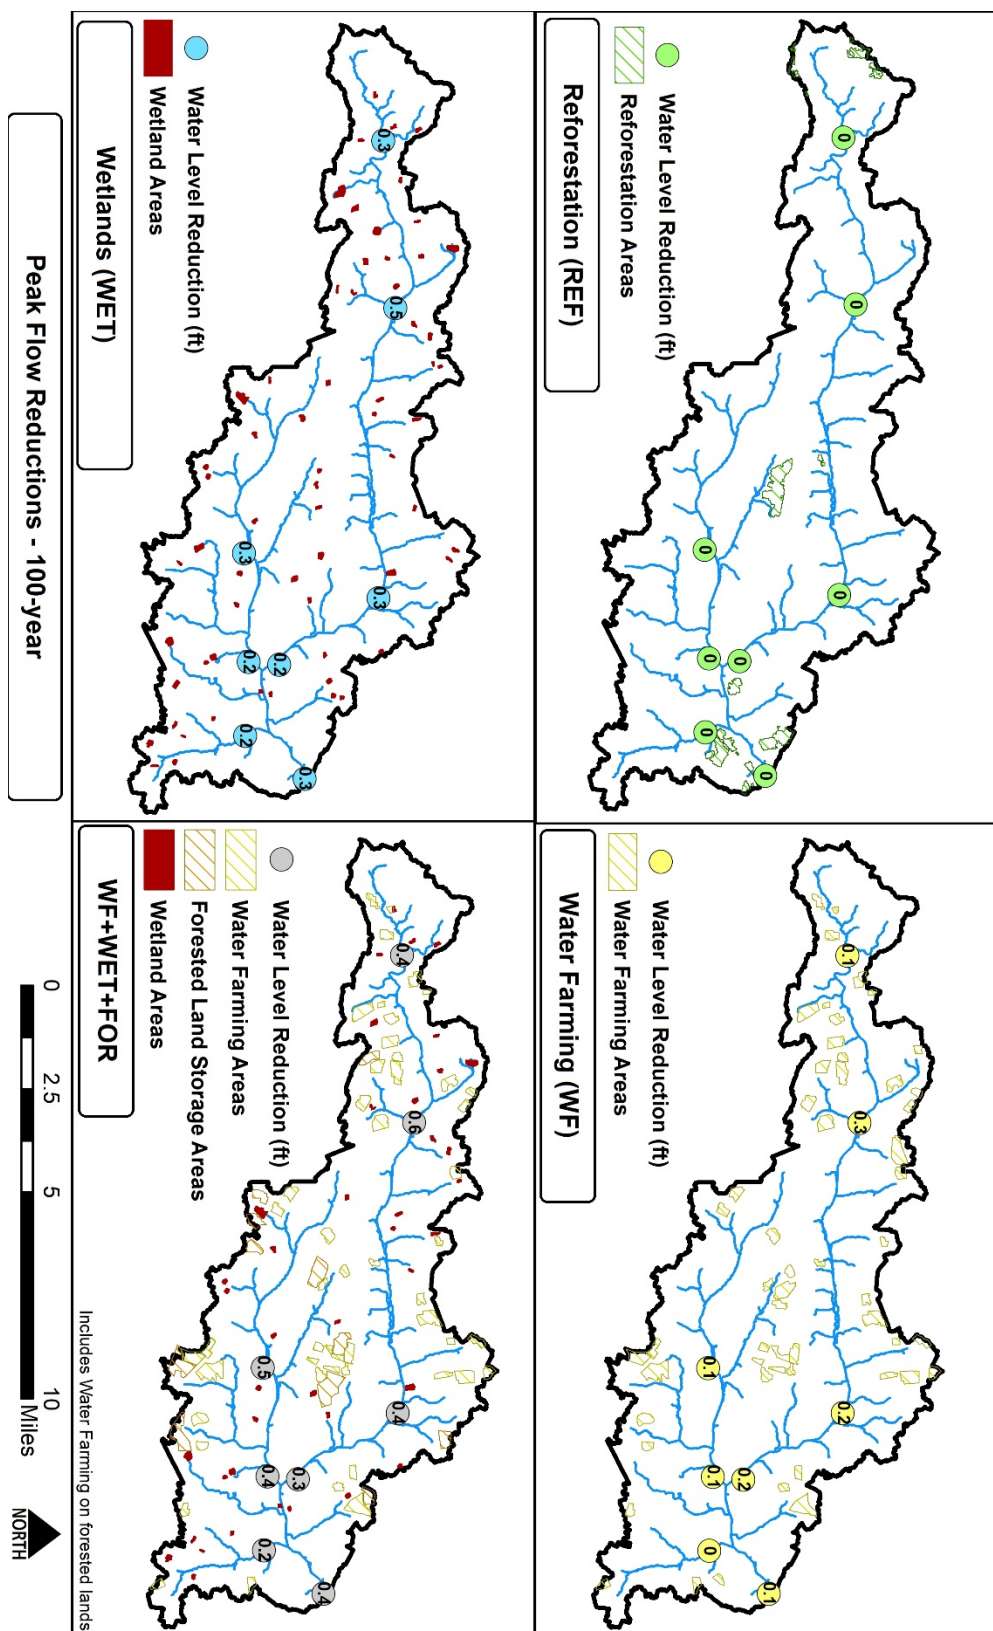 0
0
0
0
0
0
0
0
Water Level Reduction (ft)
Reforestation Areas
Reforestation (REF)
0.3
0.1
0.2
0.1
0.2
0.1
0.1
0
Water Level Reduction (ft)
Water Farming Areas
Water Farming (WF)
0.5
0.3
0.3
0.3
0.2
0.2
0.3
0.2
Water Level Reduction (ft)
Wetland Areas
Wetlands (WET)
0.6
0.4
0.4
0.4
0.3
0.4
0.5
0.2
Water Level Reduction (ft)
Water Farming Areas
Forested Land Storage Areas
Wetland Areas
WF+WET+FOR
Includes Water Farming on forested lands
Peak Flow Reductions - 100-year
0 2.5 5 10
Miles
NORTH